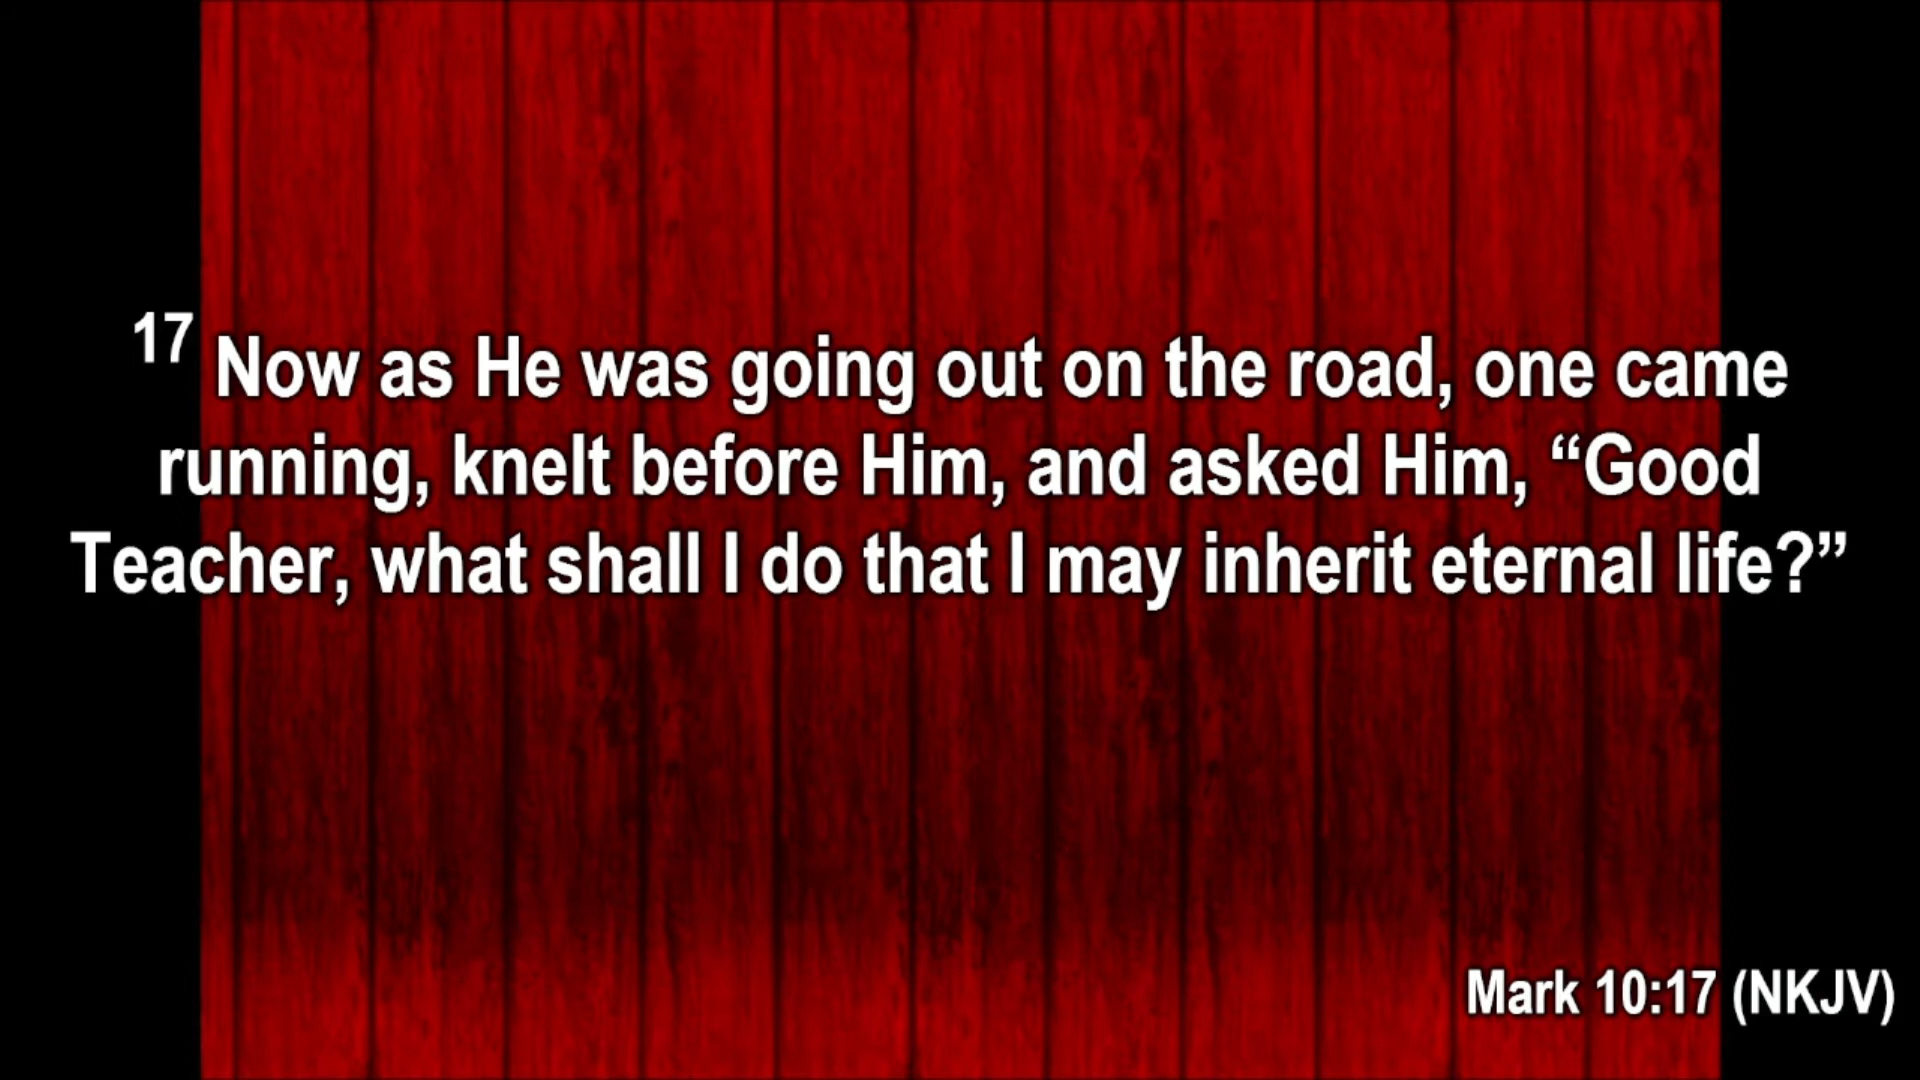 17 Now as He was going out on the road, one came
running, knelt before Him, and asked Him, “Good
Teacher, what shall I do that I may inherit eternal life?”
Mark 10:17 (NKJV)